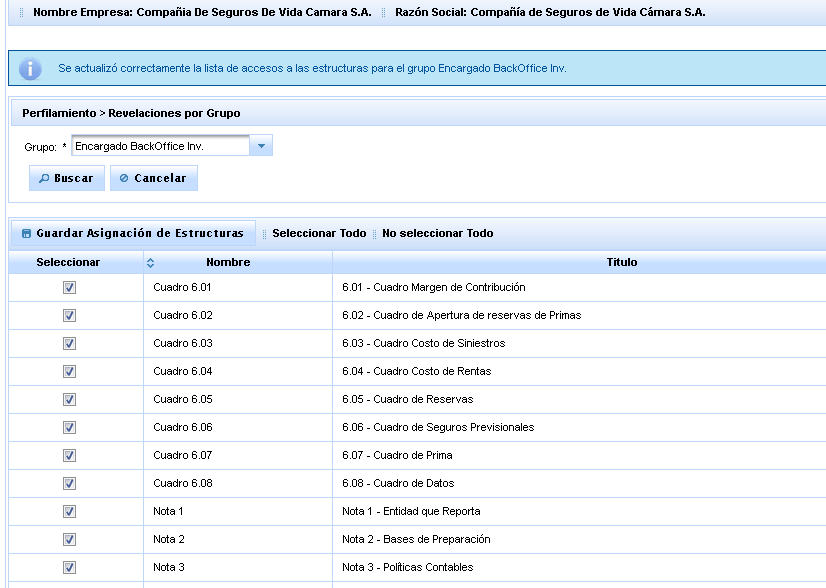 Nombre Empresa: Compañia De Seguros De Vida Camara S.A. Razón Social: Compañía de Seguros de Vida Cámara S.A.
Se actualizó correctamente la lista de accesos a las estructuras para el grupo Encargado BackOffice Inv.
Perfilamiento > Revelaciones por Grupo
Grupo: * Encargado BackOffice Inv.
Buscar Cancelar
Guardar Asignación de Estructuras Seleccionar Todo No seleccionar Todo
Seleccionar Nombre Titulo
Cuadro 6.01 6.01 - Cuadro Margen de Contribución
Cuadro 6.02 6.02 - Cuadro de Apertura de reservas de Primas
Cuadro 6.03 6.03 - Cuadro Costo de Siniestros
Cuadro 6.04 6.04 - Cuadro Costo de Rentas
Cuadro 6.05 6.05 - Cuadro de Reservas
Cuadro 6.06 6.06 - Cuadro de Seguros Previsionales
Cuadro 6.07 6.07 - Cuadro de Prima
Cuadro 6.08 6.08 - Cuadro de Datos
Nota 1 Nota 1 - Entidad que Reporta
Nota 2 Nota 2 - Bases de Preparación
Nota 3 Nota 3 - Políticas Contables